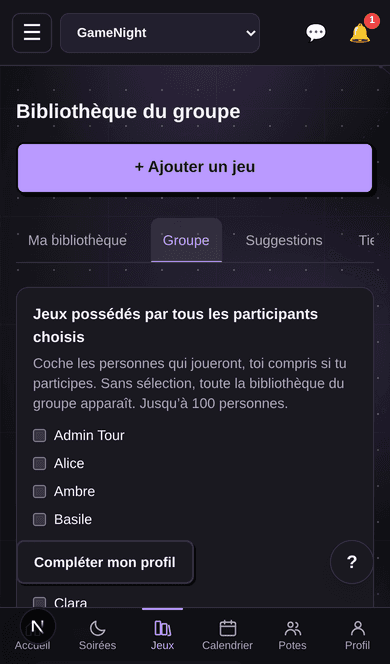 GameNight
1
Bibliothèque du groupe
+ Ajouter un jeu
Ma bibliothèque
Groupe
Suggestions
Jeux possédés par tous les participants
choisis
Coche les personnes qui joueront, toi compris si tu
participes. Sans sélection, toute la bibliothèque du
groupe apparaît. Jusqu'à 100 personnes.
Admin Tour
Alice
Ambre
Basile
Compléter mon profil
?
Clara
N
Accueil
Soirées
Jeux
Calendrier
Potes
Profil